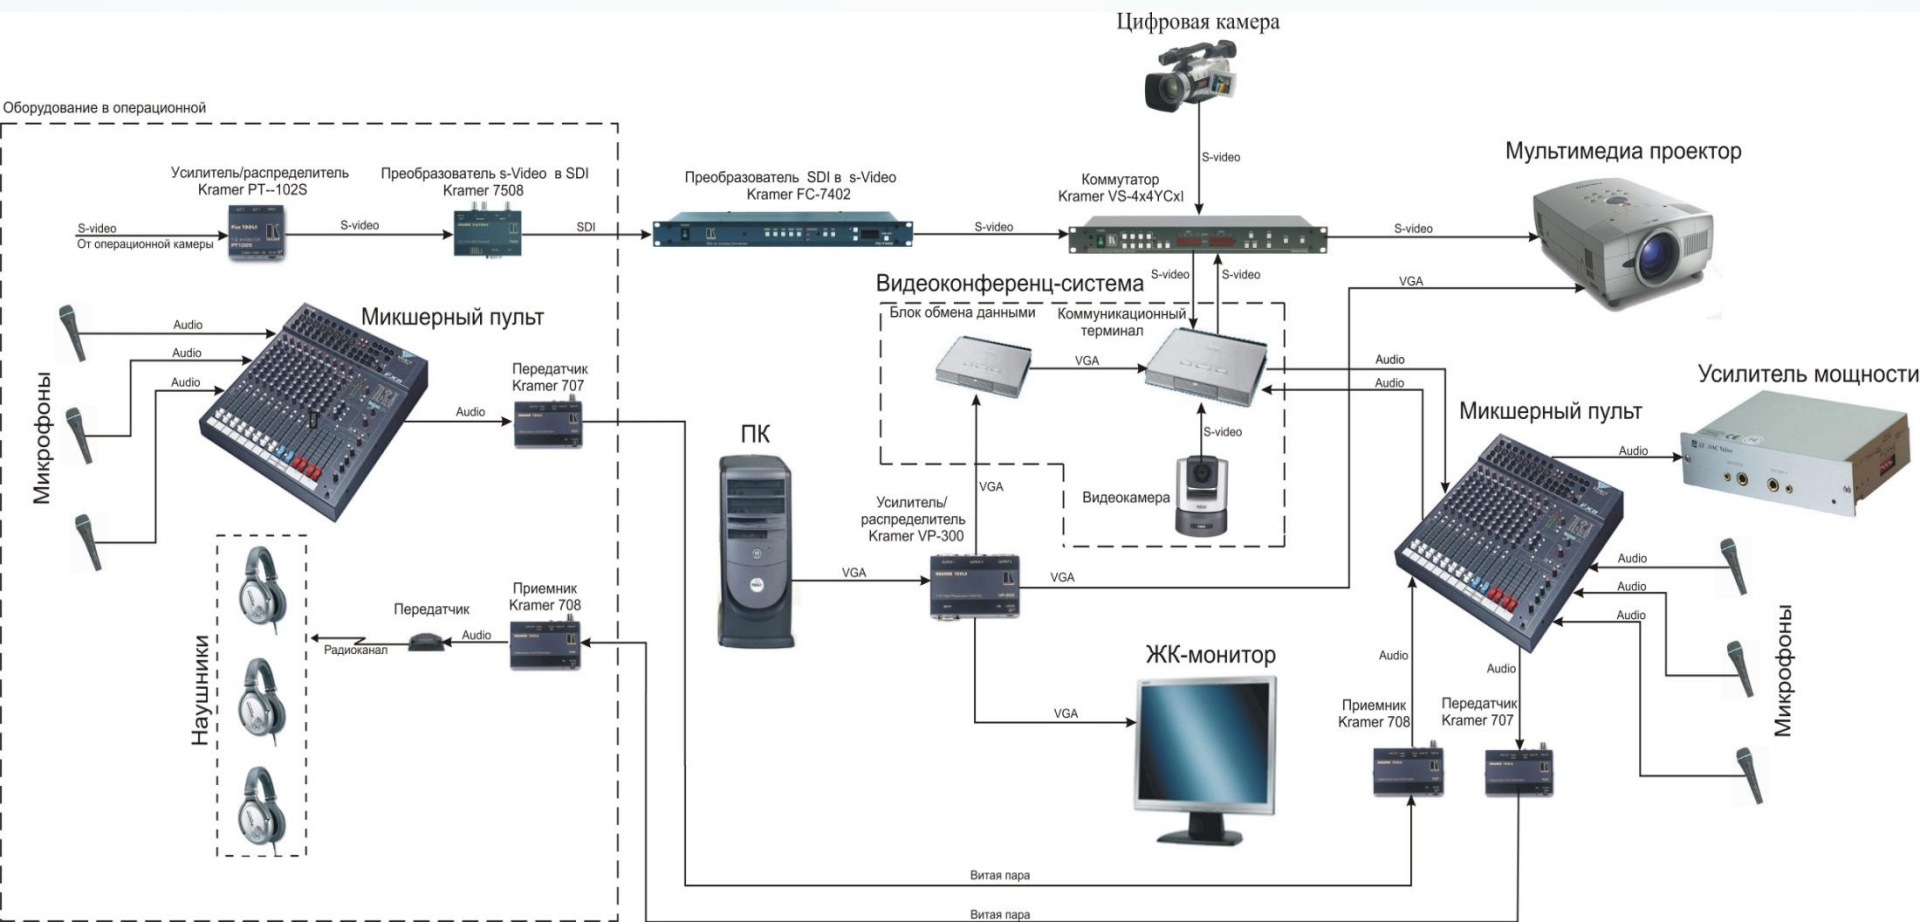 Цифровая камера
S-video
Оборудование в операционной
Усилитель/распределитель
Kramer PT--102S
Преобразователь s-Video в SDI
Kramer 7508
Преобразователь SDI в s-Video
Kramer FC-7402
Коммутатор
Kramer VS-4x4YCxI
Мультимедиа проектор
S-video
От операционной камеры
S-video
SDI
S-video
S-video
S-video
S-video
VGA
Видеоконференц-система
Блок обмена данными
Коммуникационный
терминал
VGA
S-video
Видеокамера
Микшерный пульт
Audio
Audio
Audio
Микрофоны
Передатчик
Kramer 707
Audio
Audio
Audio
Усилитель мощности
Микшерный пульт
Audio
ПК
VGA
Усилитель/
распределитель
Kramer VP-300
VGA
VGA
Audio
Audio
Audio
Микрофоны
Наушники
Радиоканал
Передатчик
Audio
Приемник
Kramer 708
ЖК-монитор
VGA
Audio
Audio
Приемник
Kramer 708
Передатчик
Kramer 707
Витая пара
Витая пара